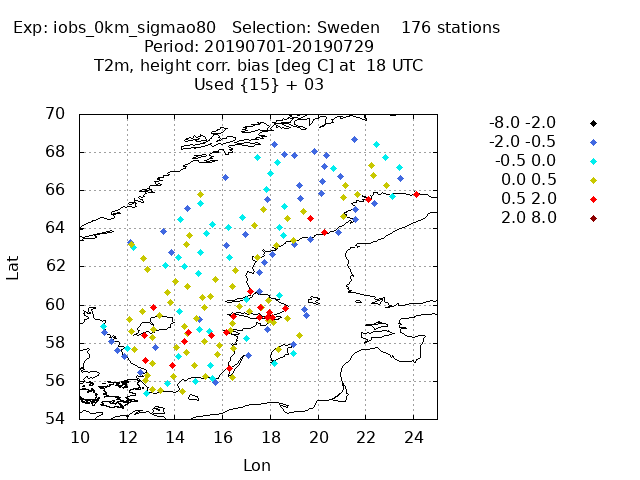 Exp: iobs_0km_sigmao80 Selection: Sweden 176 stations
Period: 20190701-20190729
T2m, height corr. bias [deg C] at 18 UTC
Used {15} + 03
-8.0 -2.0
-2.0 -0.5
-0.5 0.0
0.0 0.5
0.5 2.0
2.0 8.0
70
68
66
64
62
60
58
56
54
Lat
10 12 14 16 18 20 22 24
Lon